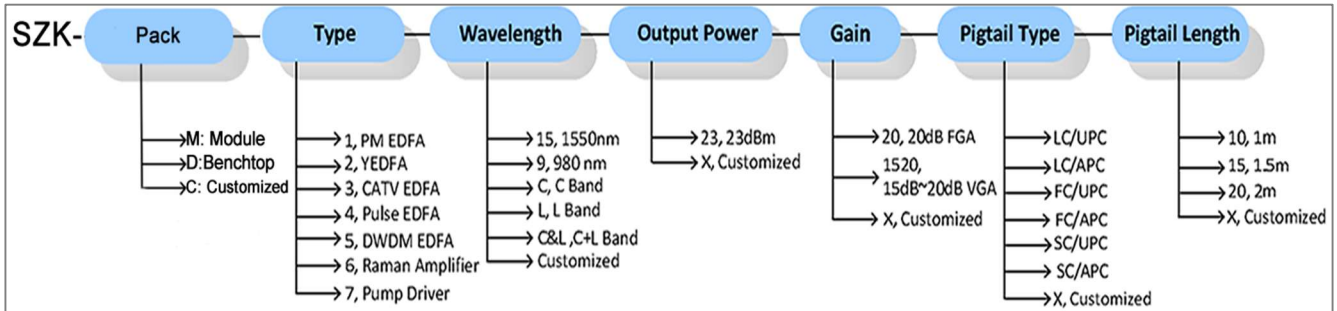 SZK- Pack Type Wavelength Output Power Gain Pigtail Type Pigtail Length
M: Module
D:Benchtop
C: Customized
1, PM EDFA
2, YEDFA
3, CATV EDFA
4, Pulse EDFA
5, DWDM EDFA
6, Raman Amplifier
7, Pump Driver
15, 1550nm
9, 980 nm
C, C Band
L, L Band
C&L ,C+L Band
Customized
23, 23dBm
X, Customized
20, 20dB FGA
1520,
15dB~20dB VGA
X, Customized
LC/UPC
LC/APC
FC/UPC
FC/APC
SC/UPC
SC/APC
X, Customized
10, 1m
15, 1.5m
20, 2m
X, Customized